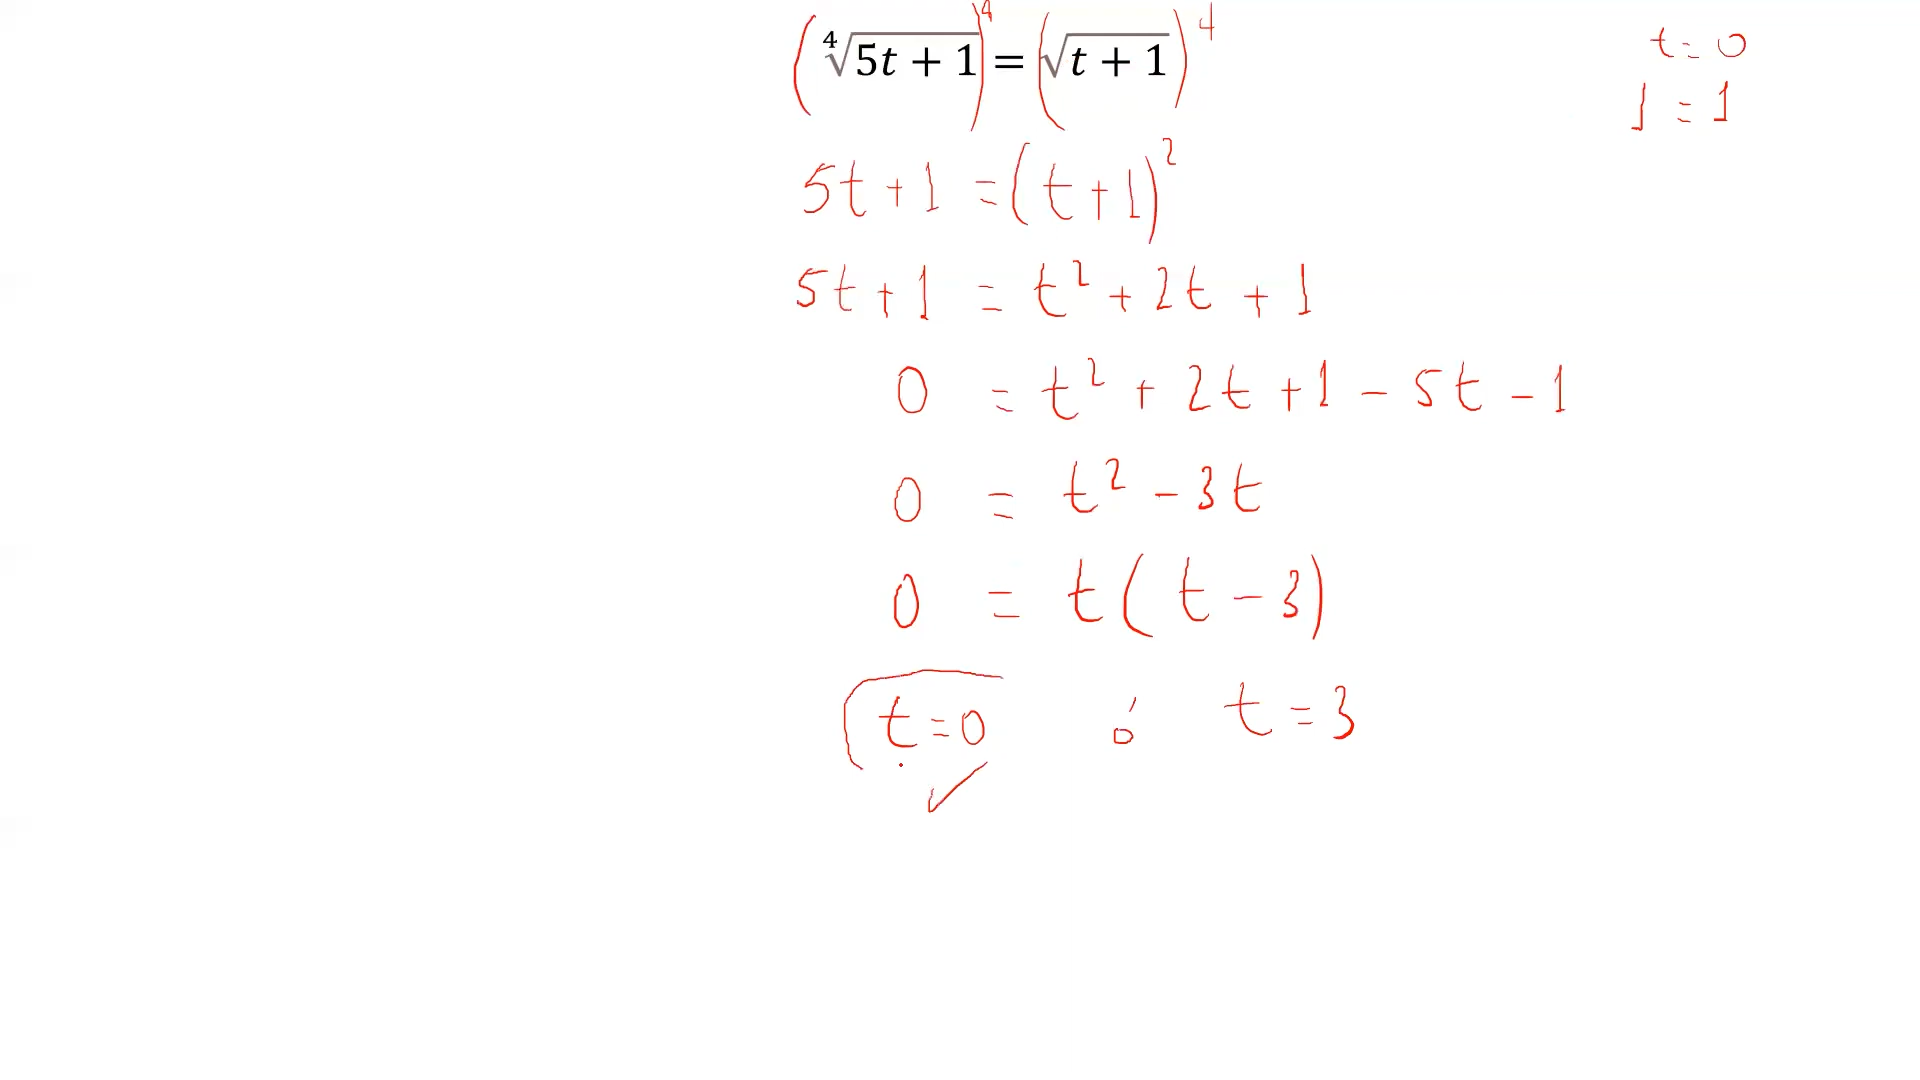 (⁴√5t + 1)⁴ = (√t + 1)⁴
5t + 1 = (t + 1)²
5t + 1 = t² + 2t + 1
0 = t² + 2t + 1 - 5t - 1
0 = t² - 3t
0 = t(t - 3)
t = 0 ó t = 3
t = 0
1 = 1